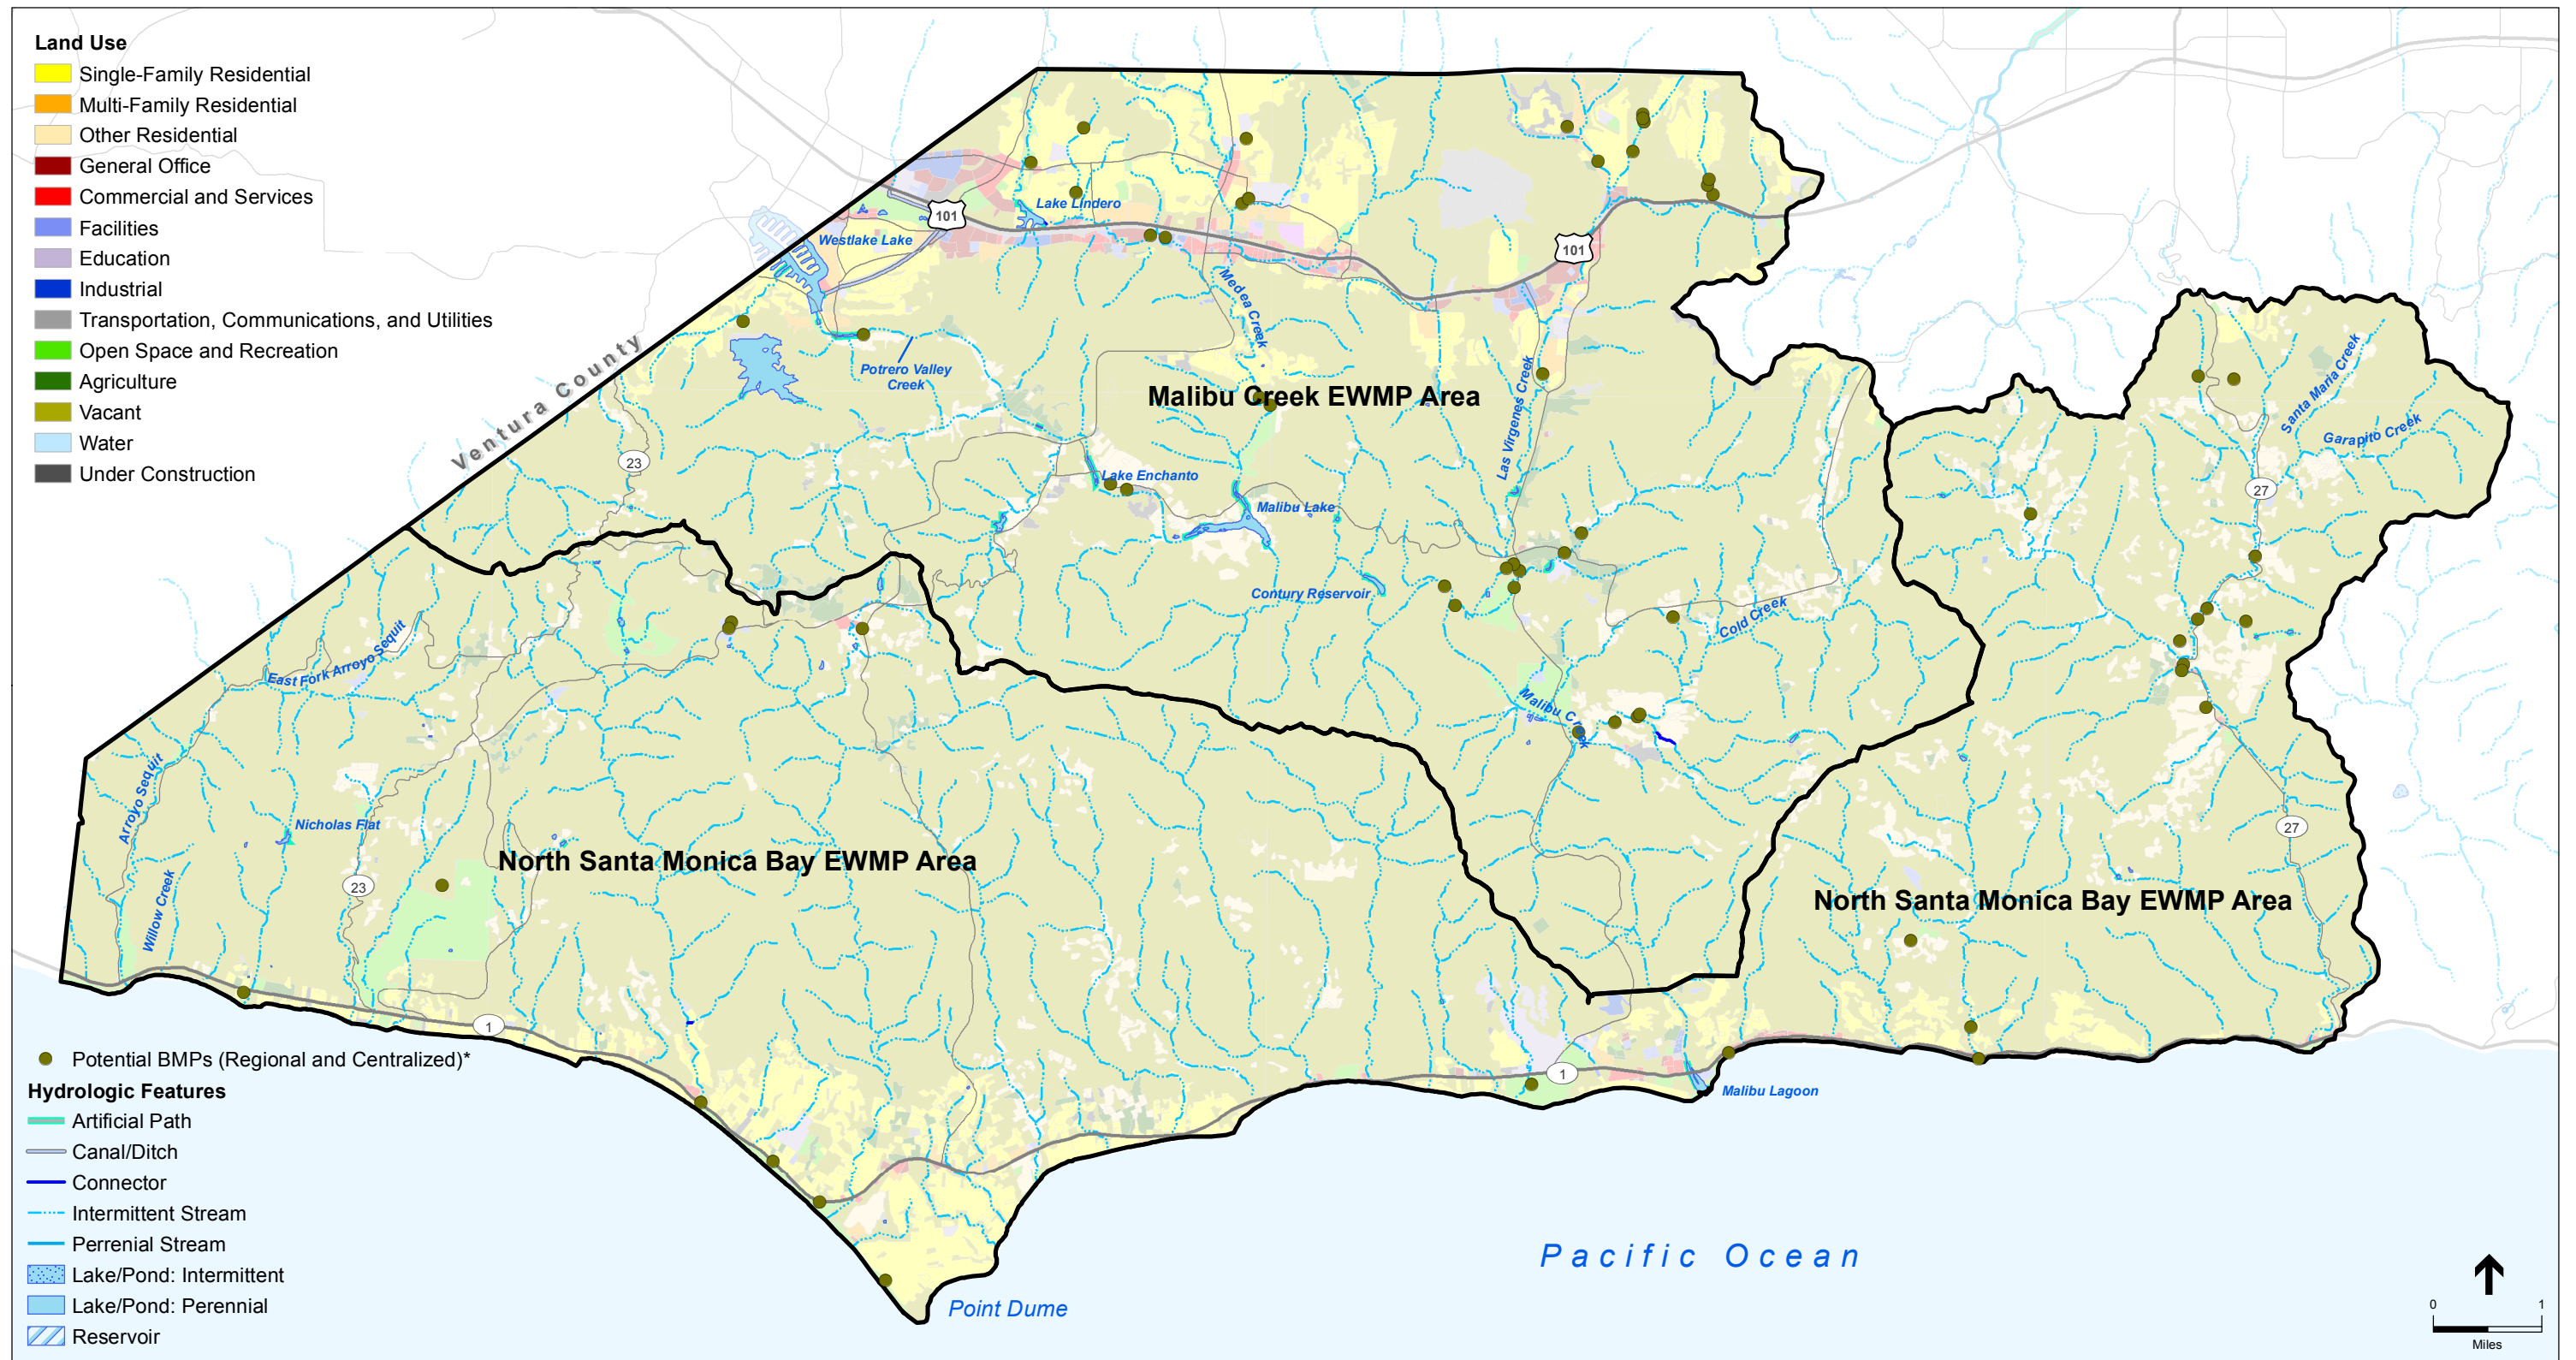 Land Use
Single-Family Residential
Multi-Family Residential
Other Residential
General Office
Commercial and Services
Facilities
Education
Industrial
Transportation, Communications, and Utilities
Open Space and Recreation
Agriculture
Vacant
Water
Under Construction
Ventura County
101
Westlake Lake
Lake Lindero
101
Medea Creek
Potrero Valley
Creek
Malibu Creek EWMP Area
Las Virgenes Creek
Santa Maria Creek
Garapito Creek
23
27
Lake Enchanto
Malibu Lake
Contury Reservoir
Cold Creek
East Fork Arroyo Sequit
Malibu Creek
Arroyo Sequit
Nicholas Flat
27
North Santa Monica Bay EWMP Area
23
Willow Creek
North Santa Monica Bay EWMP Area
1
1
Malibu Lagoon
Potential BMPs (Regional and Centralized)*
Hydrologic Features
Artificial Path
Canal/Ditch
Connector
Intermittent Stream
Perrenial Stream
Lake/Pond: Intermittent
Lake/Pond: Perennial
Reservoir
Pacific Ocean
Point Dume
0 1
Miles